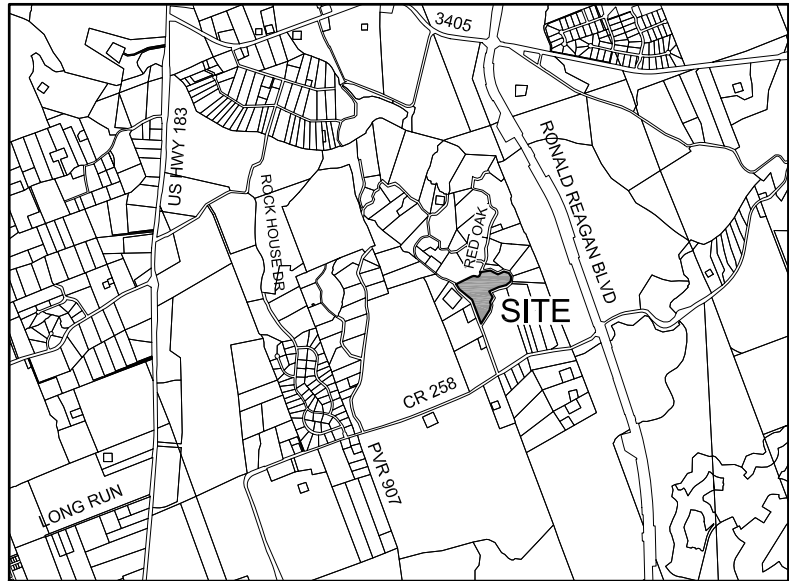 3405
US HWY 183
RONALD REAGAN BLVD
ROCK HOUSE DR
RED OAK
SITE
CR 258
PVR 907
LONG RUN